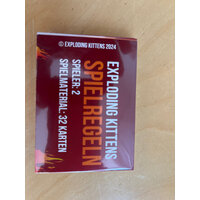 © EXPLODING KITTENS 2024
EXPLODING KITTENS
SPIELREGELN
SPIELER: 2
SPIELMATERIAL: 32 KARTEN